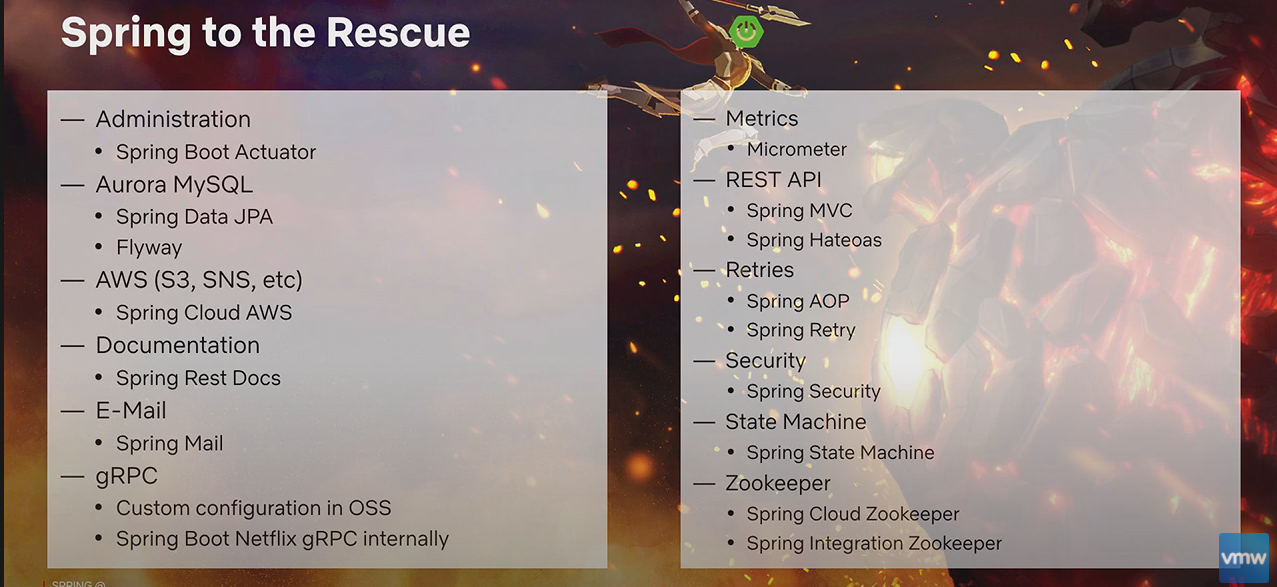 Spring to the Rescue
— Administration
• Spring Boot Actuator
— Aurora MySQL
• Spring Data JPA
• Flyway
— AWS (S3, SNS, etc)
• Spring Cloud AWS
— Documentation
• Spring Rest Docs
— E-Mail
• Spring Mail
— gRPC
• Custom configuration in OSS
• Spring Boot Netflix gRPC internally
— Metrics
• Micrometer
— REST API
• Spring MVC
• Spring Hateoas
— Retries
• Spring AOP
• Spring Retry
— Security
• Spring Security
— State Machine
• Spring State Machine
— Zookeeper
• Spring Cloud Zookeeper
• Spring Integration Zookeeper
vmw
SPRING @